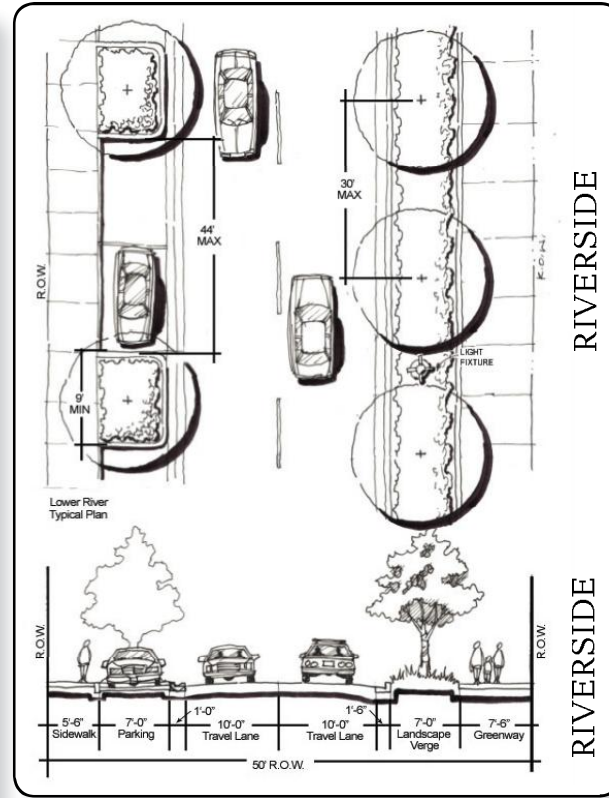 44'
MAX
30'
MAX
R.O.W.
R.O.W.
LIGHT
FIXTURE
9'
MIN
Lower River
Typical Plan
RIVERSIDE
R.O.W.
R.O.W.
1'-0"
1'-6"
5'-6"
Sidewalk
7'-0"
Parking
10'-0"
Travel Lane
10'-0"
Travel Lane
7'-0"
Landscape
Verge
7'-6"
Greenway
50' R.O.W.
RIVERSIDE